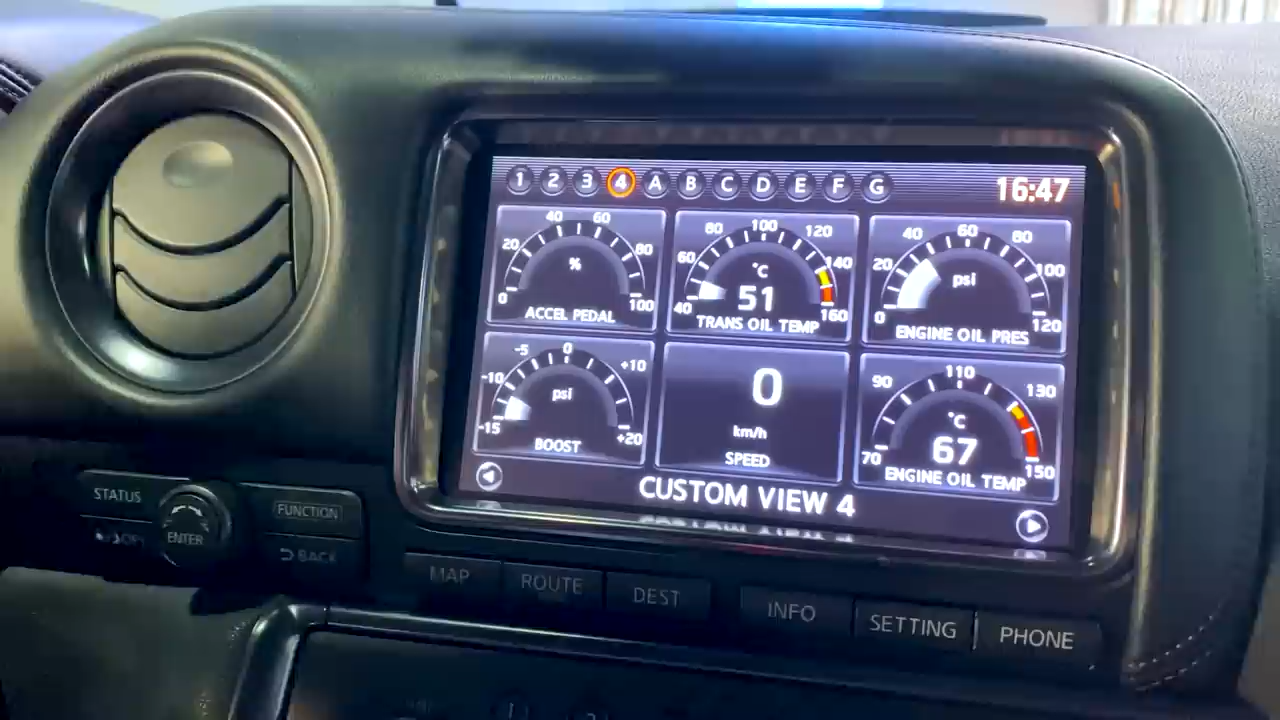 1 2 3 4 A B C D E F G
16:47
0 20 40 60 80 100
%
ACCEL PEDAL
40 60 80 100 120 140 160
°C
51
TRANS OIL TEMP
0 20 40 60 80 100 120
psi
ENGINE OIL PRES
-15 -10 -5 0 +10 +20
psi
BOOST
0
km/h
SPEED
70 90 110 130 150
°C
67
ENGINE OIL TEMP
CUSTOM VIEW 4
STATUS
FUNCTION
ENTER
BACK
MAP
ROUTE
DEST
INFO
SETTING
PHONE
1